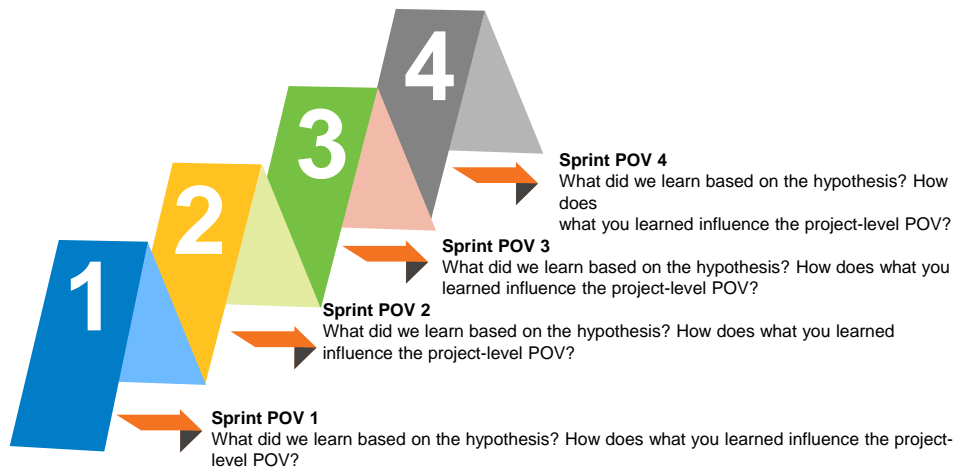 4
3
2
1
Sprint POV 4
What did we learn based on the hypothesis? How
does
what you learned influence the project-level POV?
Sprint POV 3
What did we learn based on the hypothesis? How does what you
learned influence the project-level POV?
Sprint POV 2
What did we learn based on the hypothesis? How does what you learned
influence the project-level POV?
Sprint POV 1
What did we learn based on the hypothesis? How does what you learned influence the project-
level POV?